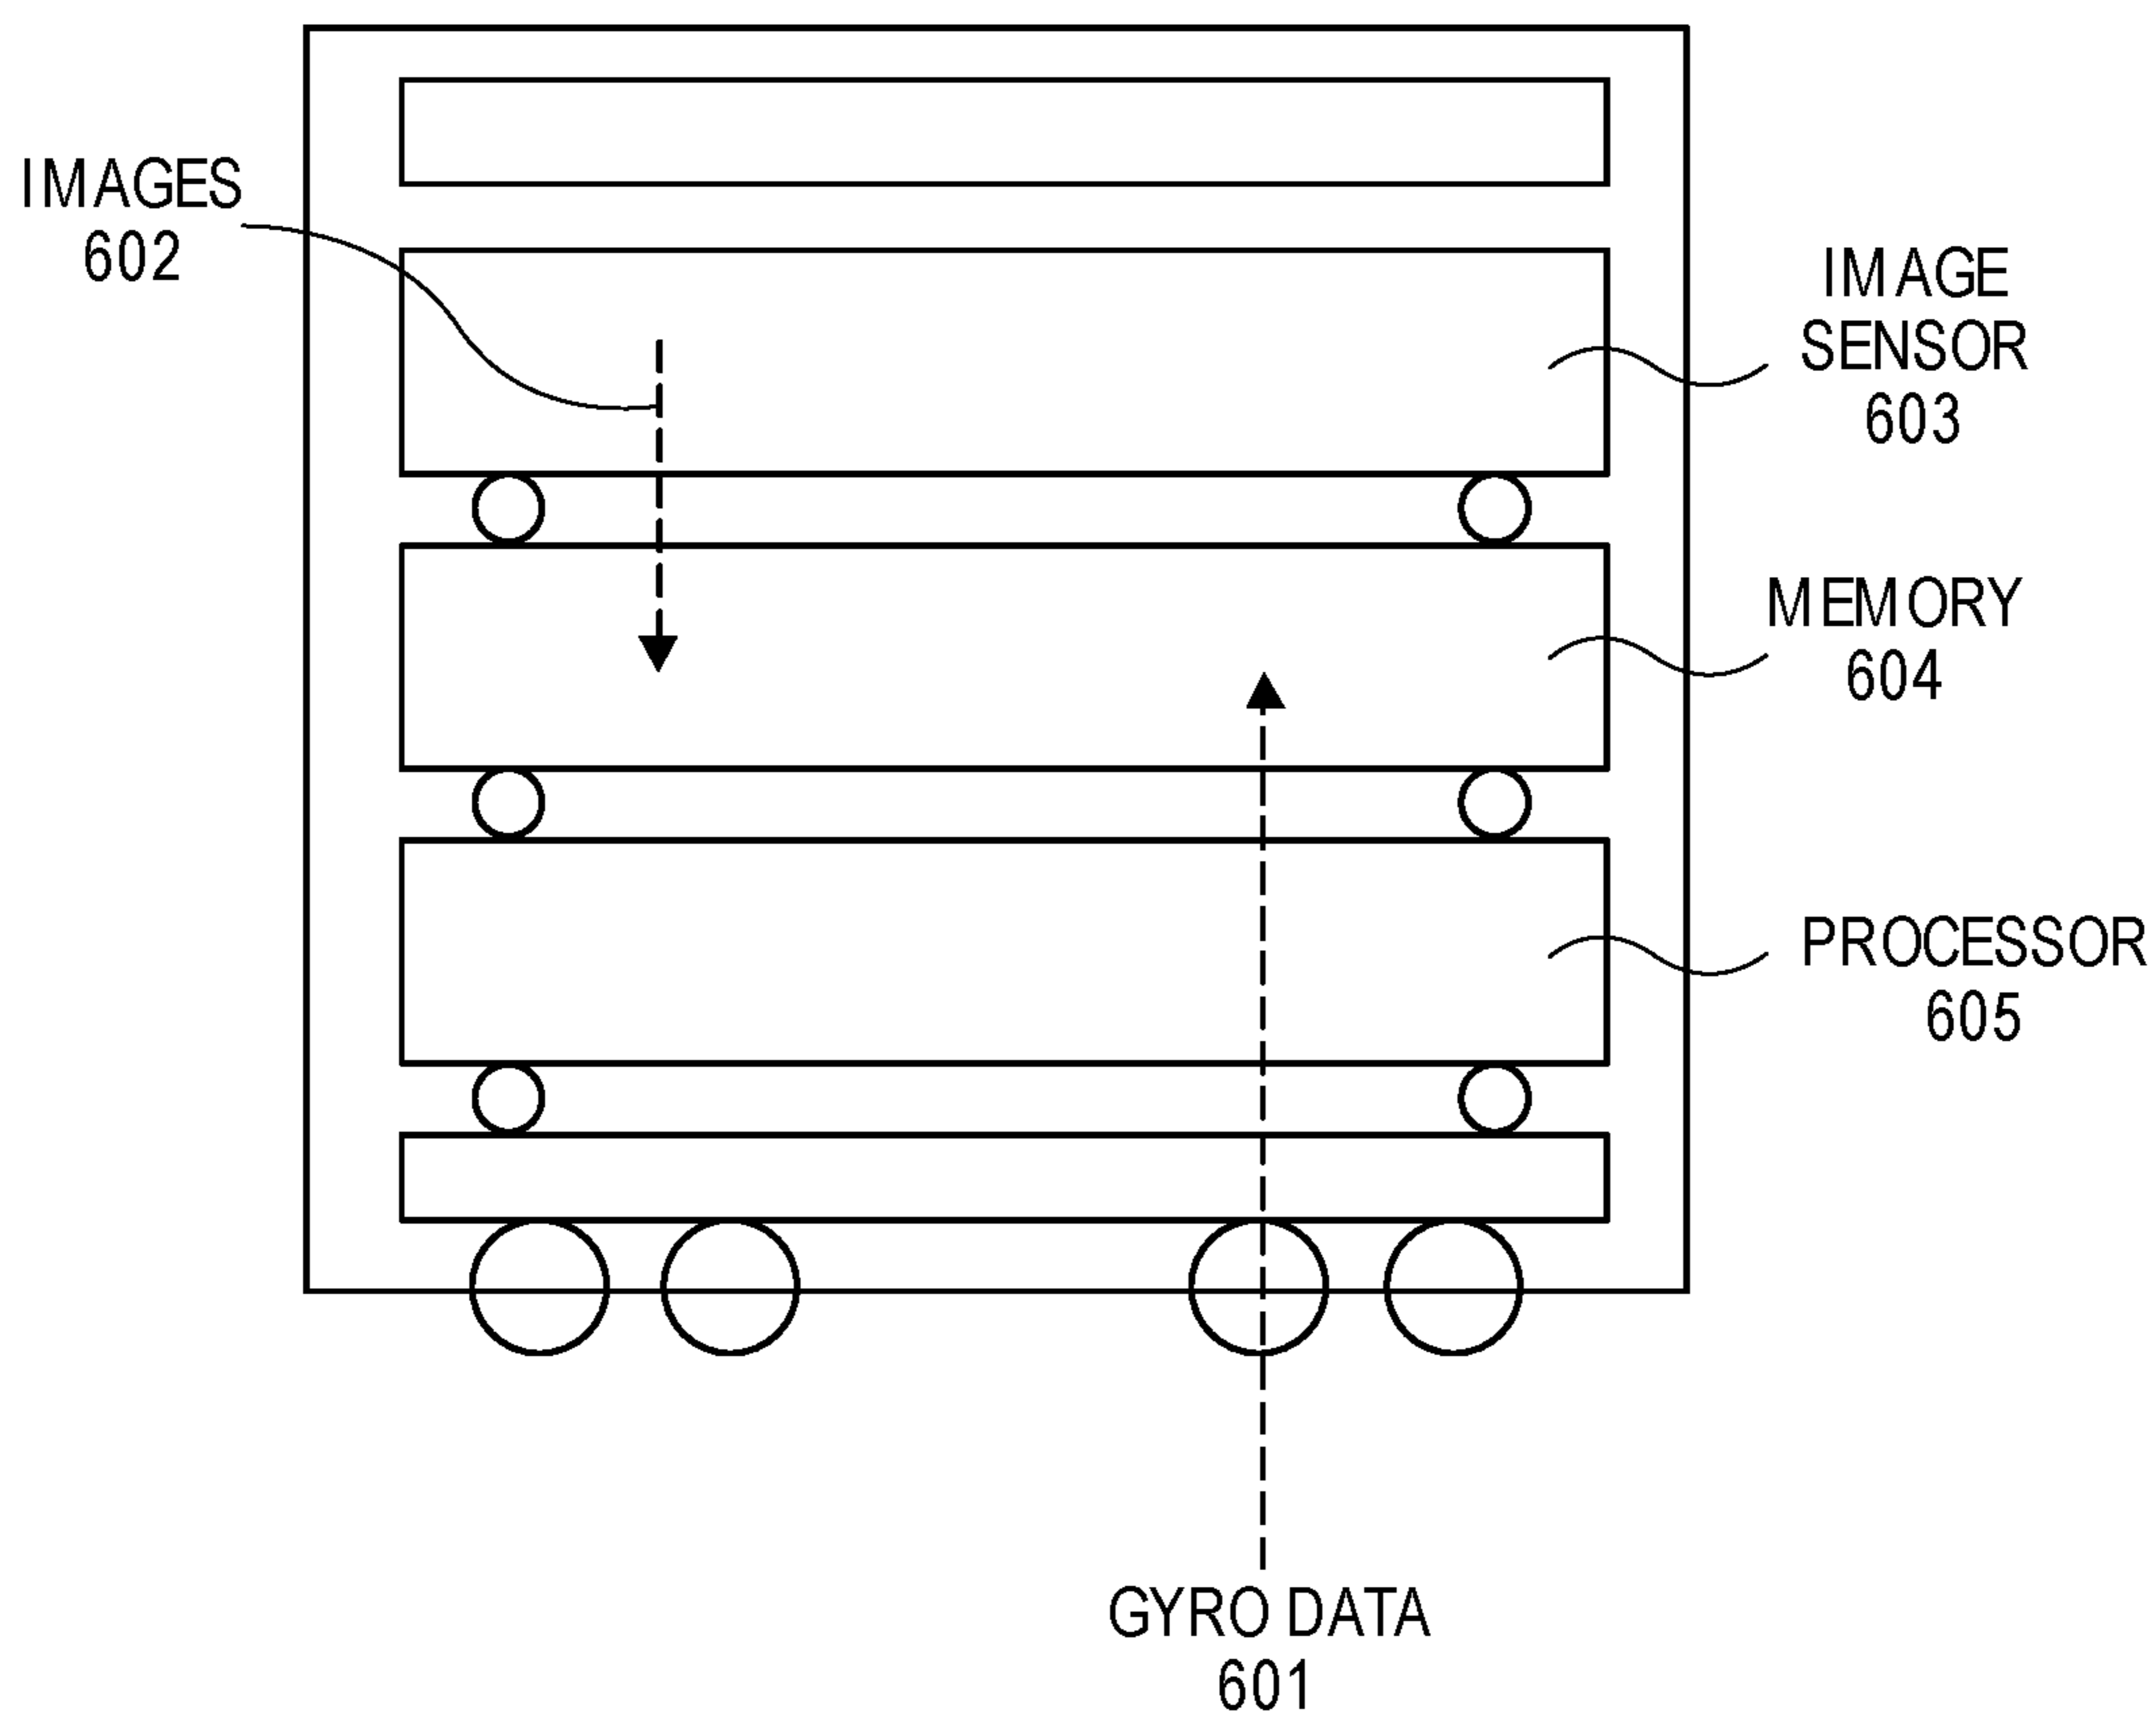 IMAGES
602
IMAGE
SENSOR
603
MEMORY
604
PROCESSOR
605
GYRO DATA
601